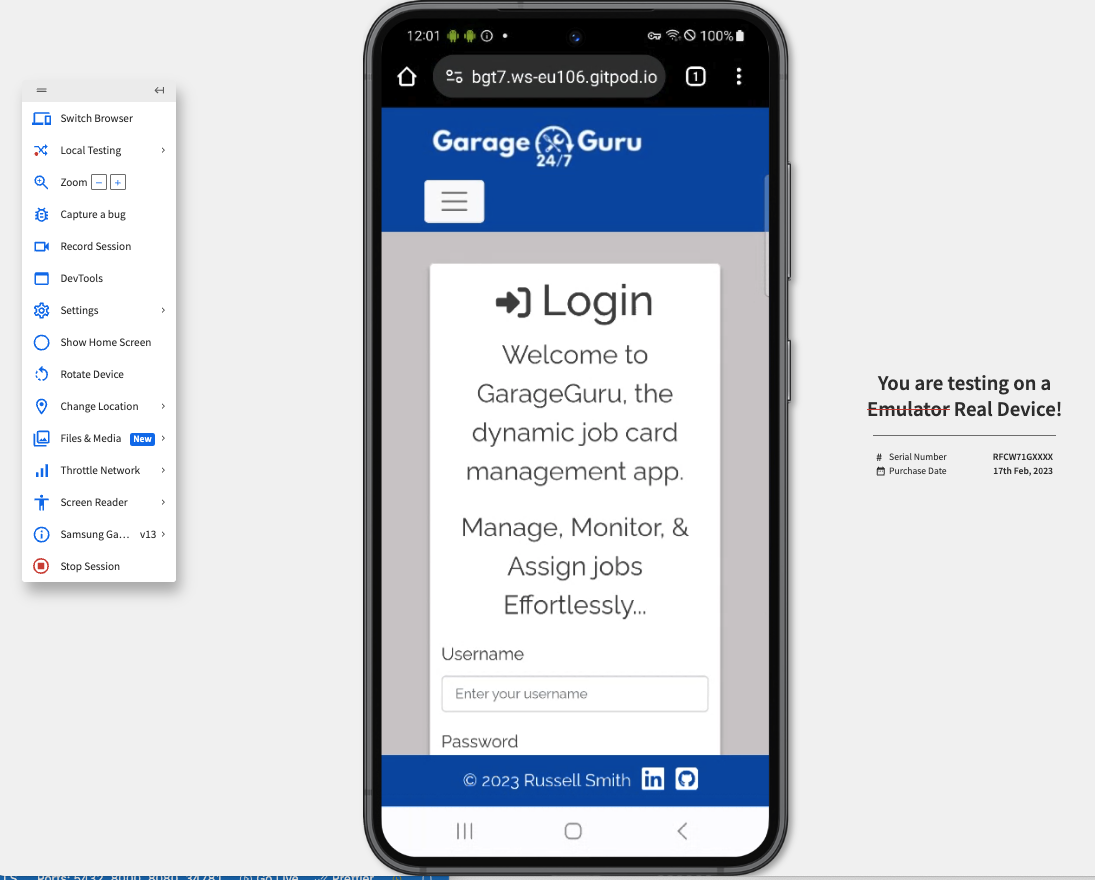 Switch Browser
Local Testing
Zoom − +
Capture a bug
Record Session
DevTools
Settings
Show Home Screen
Rotate Device
Change Location
Files & Media New
Throttle Network
Screen Reader
Samsung Ga... v13
Stop Session
12:01 100%
bgt7.ws-eu106.gitpod.io 1
Garage Guru
24/7
Login
Welcome to
GarageGuru, the
dynamic job card
management app.
Manage, Monitor, &
Assign jobs
Effortlessly...
Username
Enter your username
Password
© 2023 Russell Smith in
You are testing on a
Emulator Real Device!
# Serial Number RFCW71GXXXX
Purchase Date 17th Feb, 2023